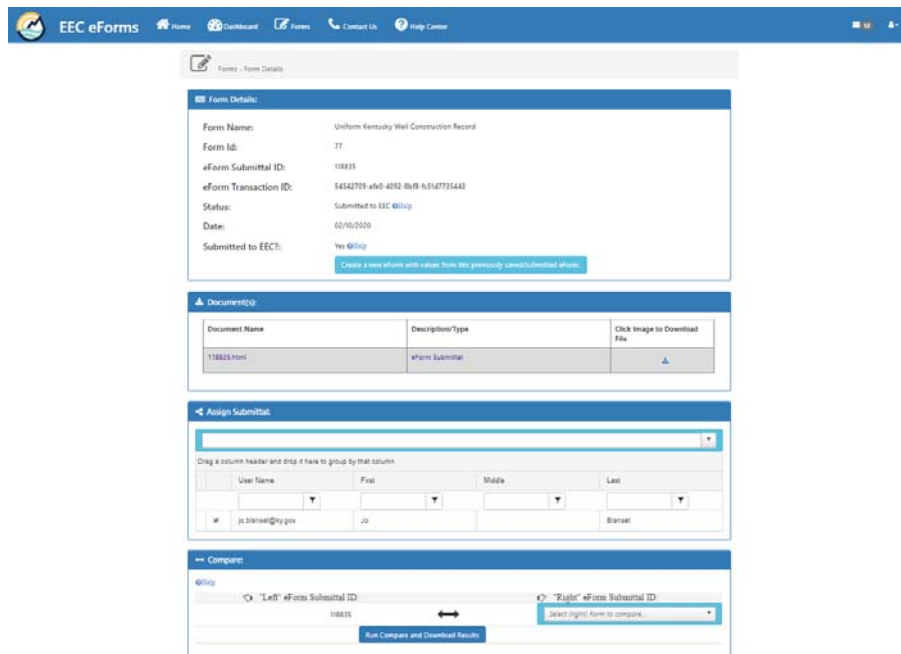 EEC eForms Home Dashboard Forms Contact Us Help Center
Forms - Form Details
Form Details:
Form Name: Uniform Kentucky Well Construction Record
Form Id: 77
eForm Submittal ID: 118835
eForm Transaction ID:
Status: Submitted to EEC Help
Date: 02/10/2020
Submitted to EEC?: Yes Help
Create a new eForm with values from this previously saved/submitted eForm.
Document(s):
Document Name Description/Type Click Image to Download File
118835.html eForm Submittal
Assign Submittal:
Drag a column header and drop it here to group by that column
User Name First Middle Last
jo.blanset@ky.gov Jo Blanset
Compare:
Help
"Left" eForm Submittal ID: "Right" eForm Submittal ID:
118835 Select (right) Form to compare...
Run Compare and Download Results